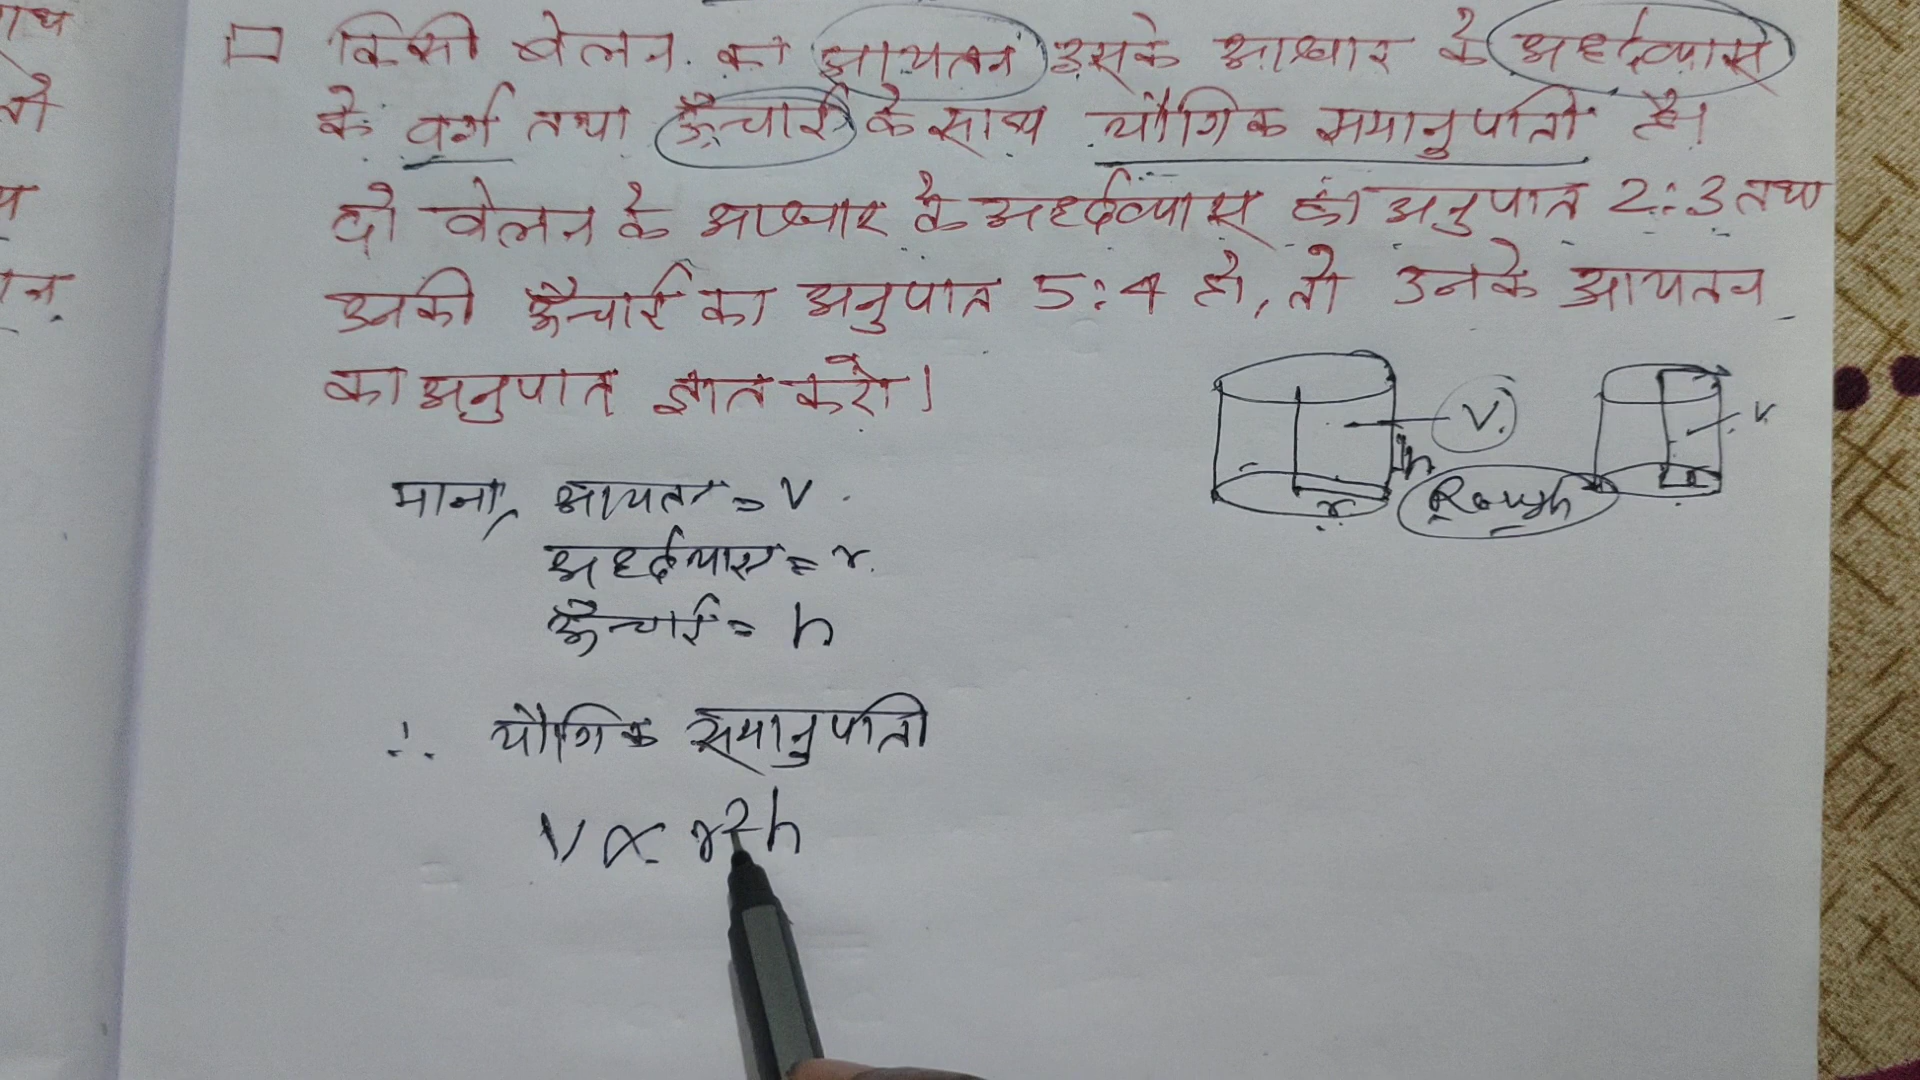 किसी बेलन का आयतन उसके आधार के अर्द्धव्यास
के वर्ग तथा ऊँचाई के साथ यौगिक समानुपाती है।
दो बेलन के आधार के अर्द्धव्यास का अनुपात 2:3 तथा
उनकी ऊँचाई का अनुपात 5:4 हो, तो उनके आयतन
का अनुपात ज्ञात करो।
V.
h
r
Rough
v
माना, आयतन = V
अर्द्धव्यास = r.
ऊँचाई = h
∴ यौगिक समानुपाती
V ∝ r²h